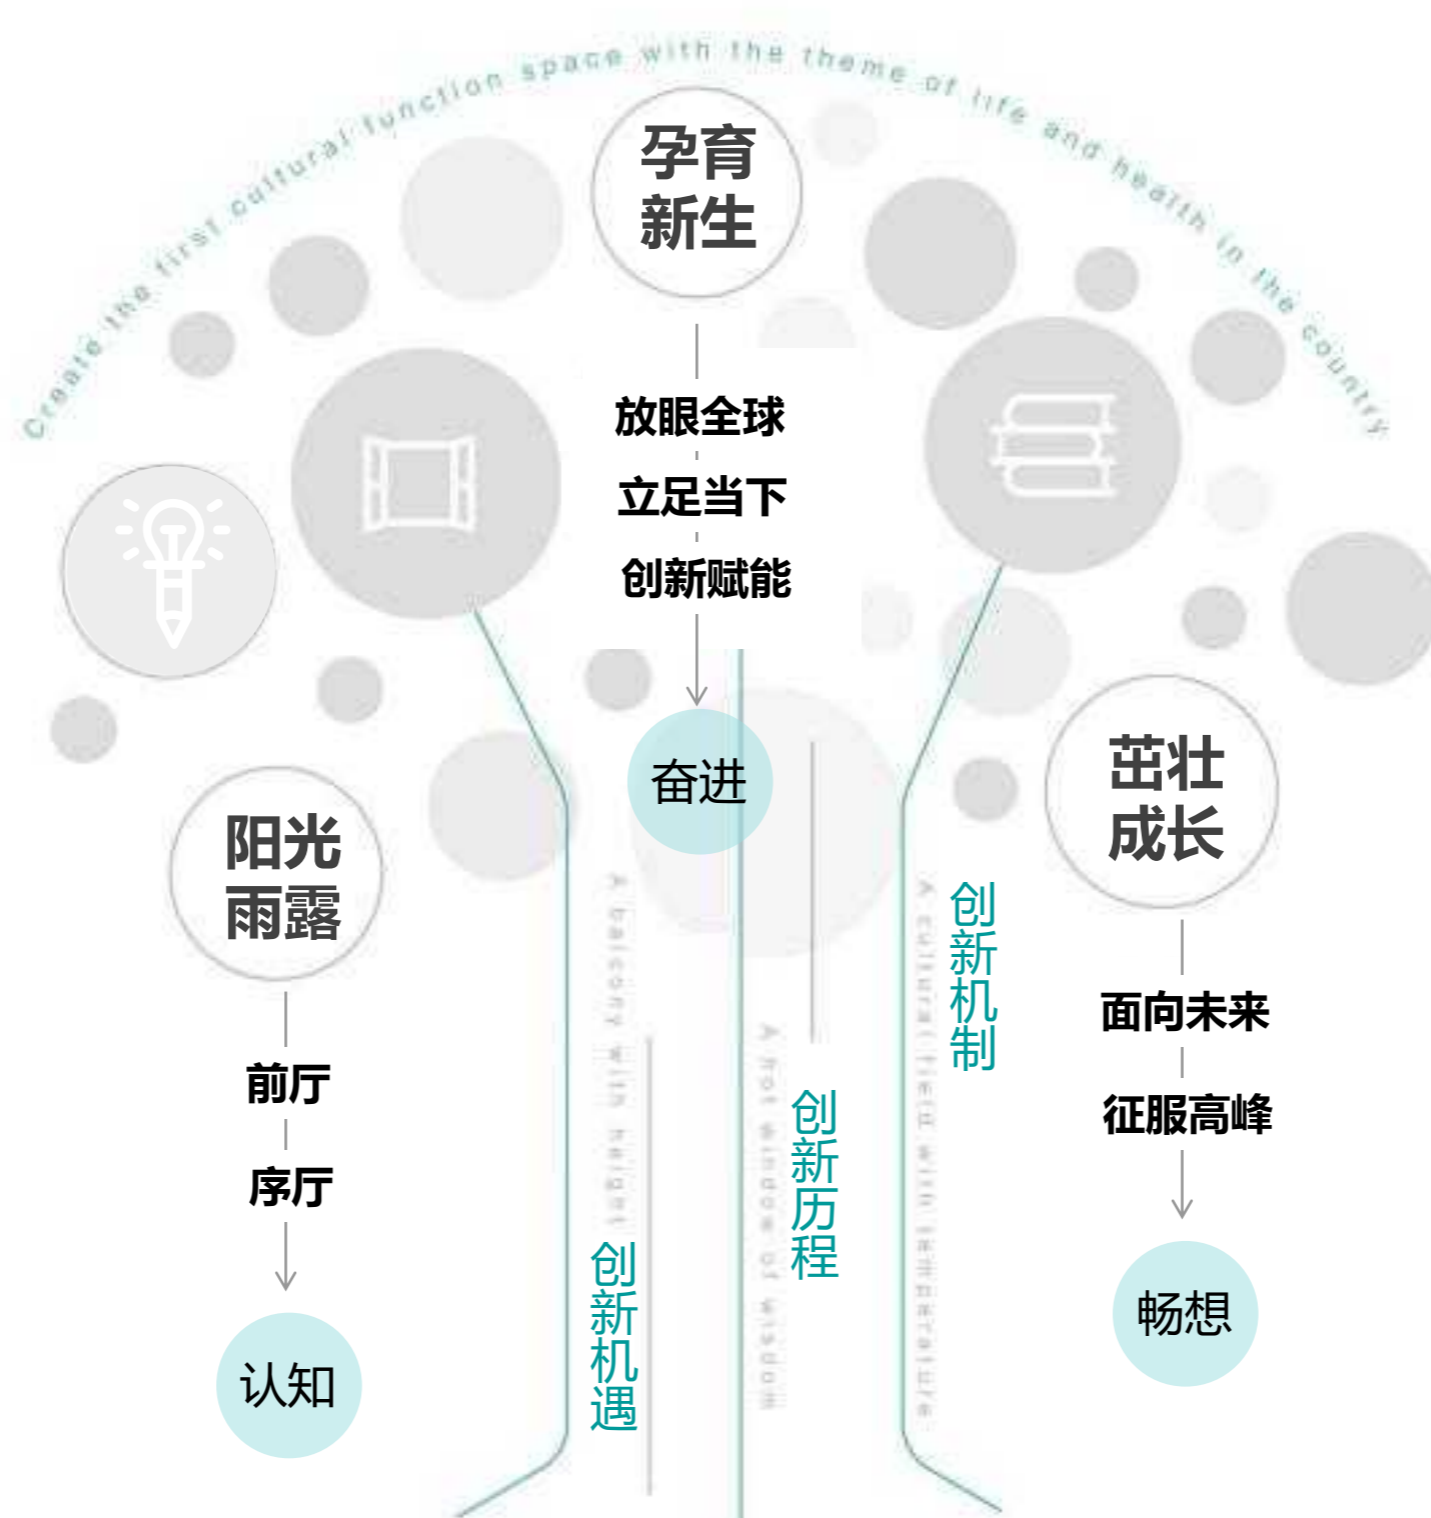 Create the first cultural function space with the theme of life and health in the country
孕育
新生
放眼全球
立足当下
创新赋能
奋进
阳光
雨露
前厅
序厅
认知
茁壮
成长
面向未来
征服高峰
畅想
A balcony with height
创新机遇
A hot window of wisdom
创新历程
A cultural field with temperature
创新机制